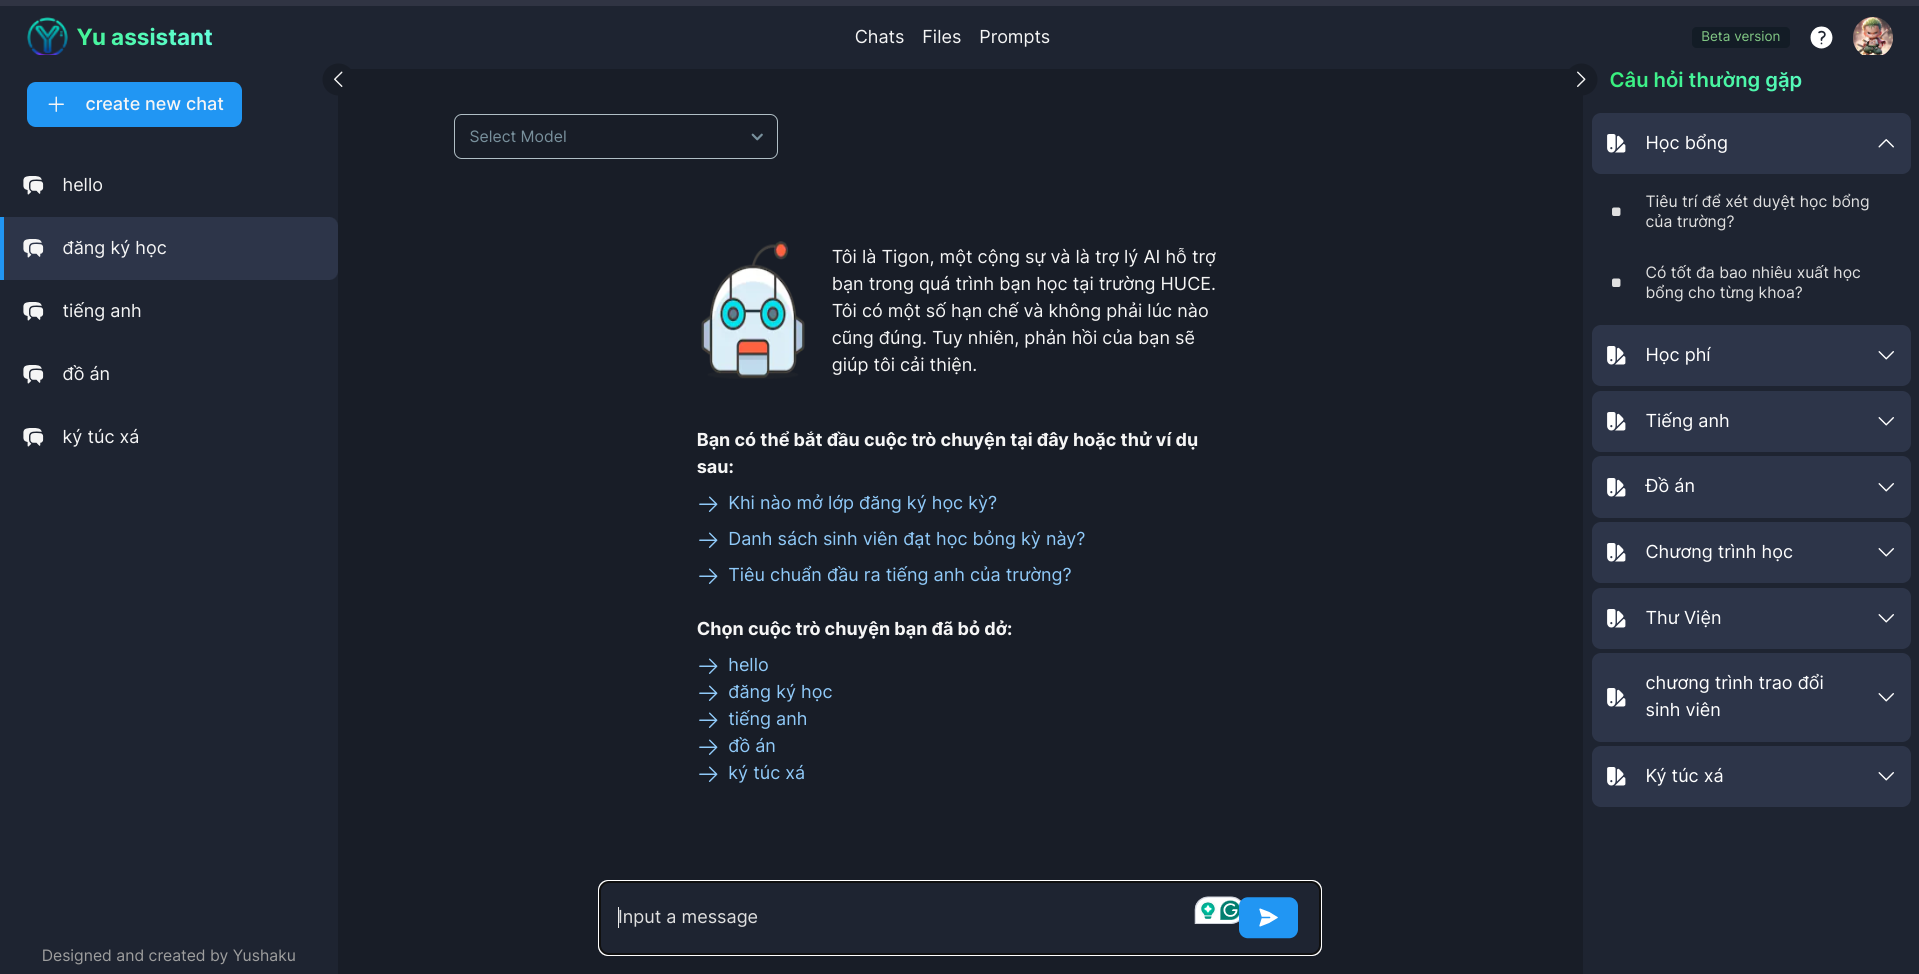 Yu assistant
Chats Files Prompts
Beta version
create new chat
hello
đăng ký học
tiếng anh
đồ án
ký túc xá
Designed and created by Yushaku
Select Model
Tôi là Tigon, một cộng sự và là trợ lý AI hỗ trợ
bạn trong quá trình bạn học tại trường HUCE.
Tôi có một số hạn chế và không phải lúc nào
cũng đúng. Tuy nhiên, phản hồi của bạn sẽ
giúp tôi cải thiện.
Bạn có thể bắt đầu cuộc trò chuyện tại đây hoặc thử ví dụ
sau:
Khi nào mở lớp đăng ký học kỳ?
Danh sách sinh viên đạt học bỏng kỳ này?
Tiêu chuẩn đầu ra tiếng anh của trường?
Chọn cuộc trò chuyện bạn đã bỏ dở:
hello
đăng ký học
tiếng anh
đồ án
ký túc xá
Input a message
Câu hỏi thường gặp
Học bổng
Tiêu trí để xét duyệt học bổng
của trường?
Có tốt đa bao nhiêu xuất học
bổng cho từng khoa?
Học phí
Tiếng anh
Đồ án
Chương trình học
Thư Viện
chương trình trao đổi
sinh viên
Ký túc xá